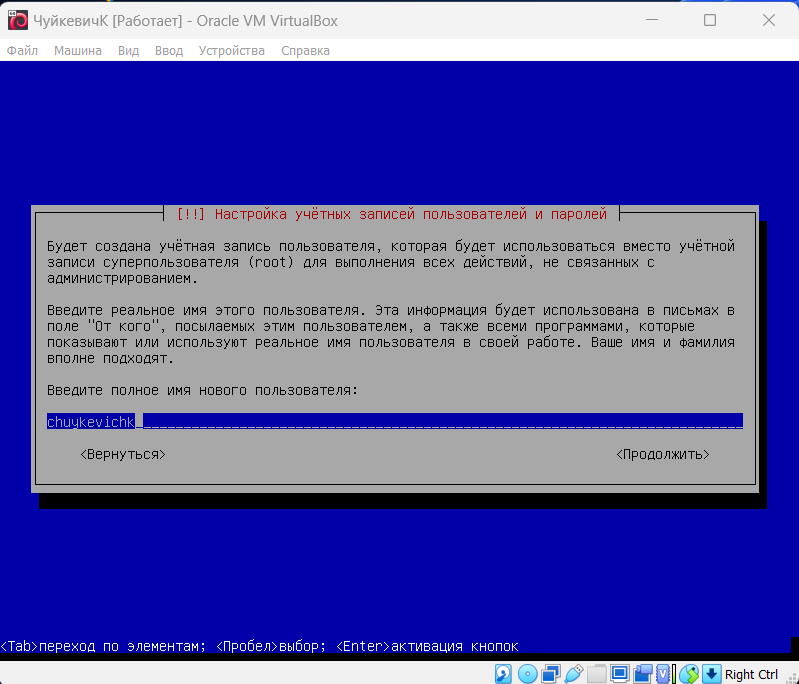 ЧуйкевичК [Работает] - Oracle VM VirtualBox
Файл Машина Вид Ввод Устройства Справка
[!!] Настройка учётных записей пользователей и паролей
Будет создана учётная запись пользователя, которая будет использоваться вместо учётной
записи суперпользователя (root) для выполнения всех действий, не связанных с
администрированием.
Введите реальное имя этого пользователя. Эта информация будет использована в письмах в
поле "От кого", посылаемых этим пользователем, а также всеми программами, которые
показывают или используют реальное имя пользователя в своей работе. Ваше имя и фамилия
вполне подходят.
Введите полное имя нового пользователя:
chuykevichk
<Вернуться> <Продолжить>
<Tab>переход по элементам; <Пробел>выбор; <Enter>активация кнопок
Right Ctrl